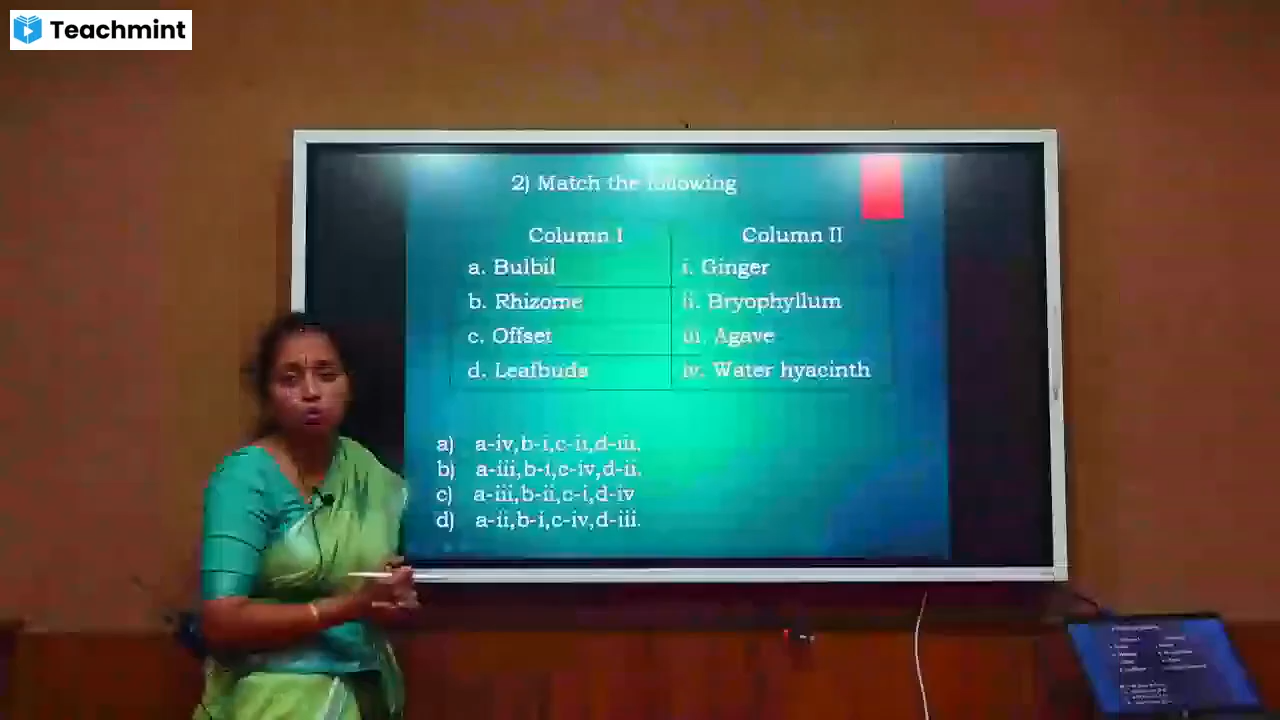 Teachmint
2) Match the following
Column I Column II
a. Bulbil i. Ginger
b. Rhizome ii. Bryophyllum
c. Offset iii. Agave
d. Leafbuds iv. Water hyacinth
a) a-iv,b-i,c-ii,d-iii.
b) a-iii,b-i,c-iv,d-ii.
c) a-iii,b-ii,c-i,d-iv
d) a-ii,b-i,c-iv,d-iii.